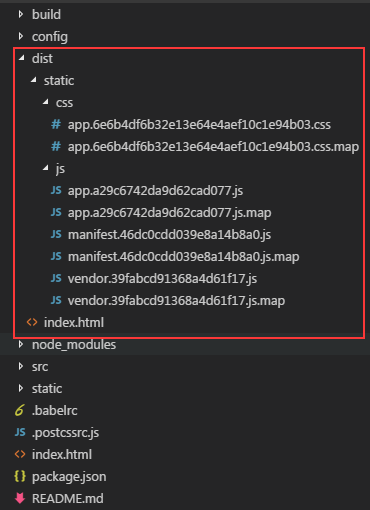 build
config
dist
static
css
# app.6e6b4df6b32e13e64e4aef10c1e94b03.css
# app.6e6b4df6b32e13e64e4aef10c1e94b03.css.map
js
JS app.a29c6742da9d62cad077.js
JS app.a29c6742da9d62cad077.js.map
JS manifest.46dc0cdd039e8a14b8a0.js
JS manifest.46dc0cdd039e8a14b8a0.js.map
JS vendor.39fabcd91368a4d61f17.js
JS vendor.39fabcd91368a4d61f17.js.map
<> index.html
node_modules
src
static
6 .babelrc
JS .postcssrc.js
<> index.html
{} package.json
README.md